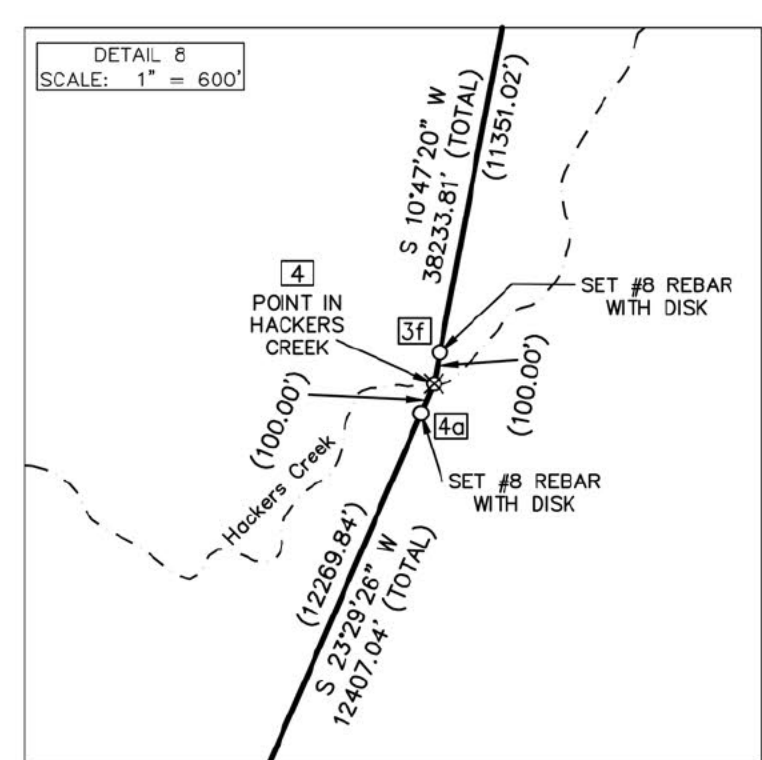 DETAIL 8
SCALE: 1" = 600'
S 10°47'20" W
38233.81' (TOTAL)
(11351.02')
4
POINT IN
HACKERS
CREEK
3f
SET #8 REBAR
WITH DISK
(100.00')
(100.00')
4a
Hackers Creek
SET #8 REBAR
WITH DISK
(12269.84')
S 23°29'26" W
12407.04' (TOTAL)